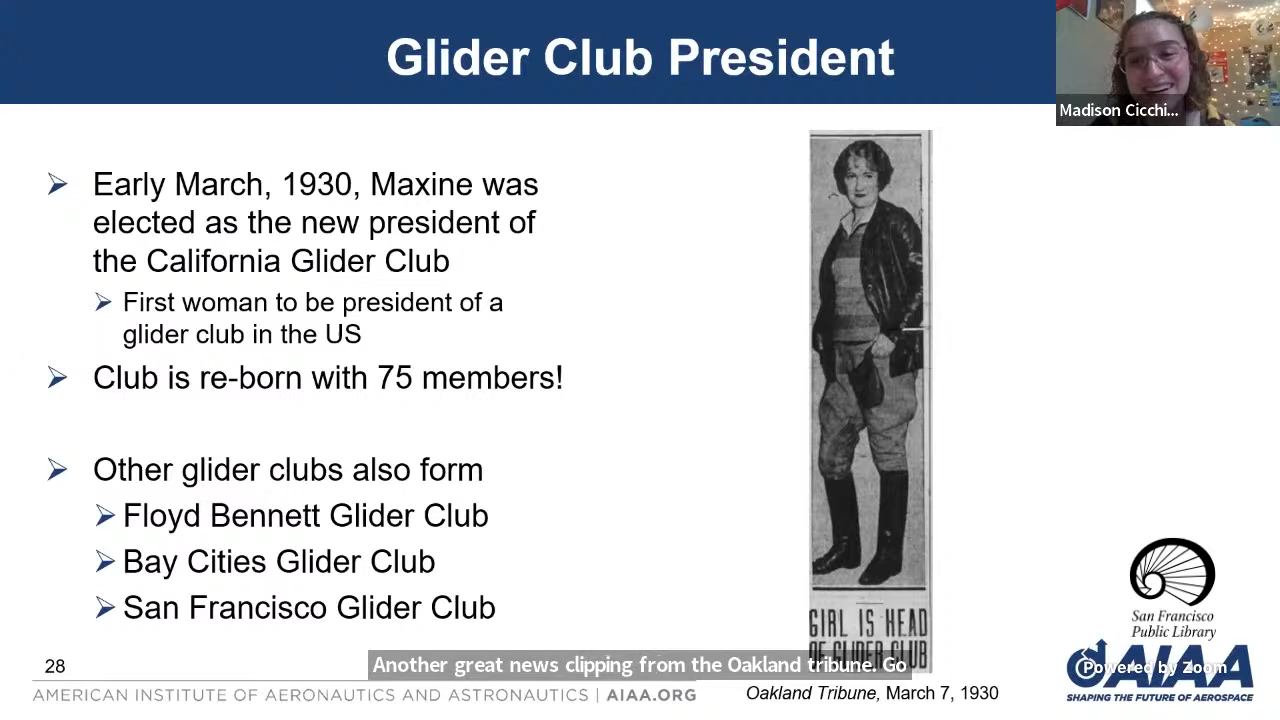 Glider Club President
Madison Cicchi...
Early March, 1930, Maxine was
elected as the new president of
the California Glider Club
First woman to be president of a
glider club in the US
Club is re-born with 75 members!
Other glider clubs also form
Floyd Bennett Glider Club
Bay Cities Glider Club
San Francisco Glider Club
GIRL IS HEAD
OF GLIDER CLUB
Another great news clipping from the Oakland tribune. Go
Oakland Tribune, March 7, 1930
28
AMERICAN INSTITUTE OF AERONAUTICS AND ASTRONAUTICS | AIAA.ORG
San Francisco
Public Library
AIAA
Powered by Zoom
SHAPING THE FUTURE OF AEROSPACE